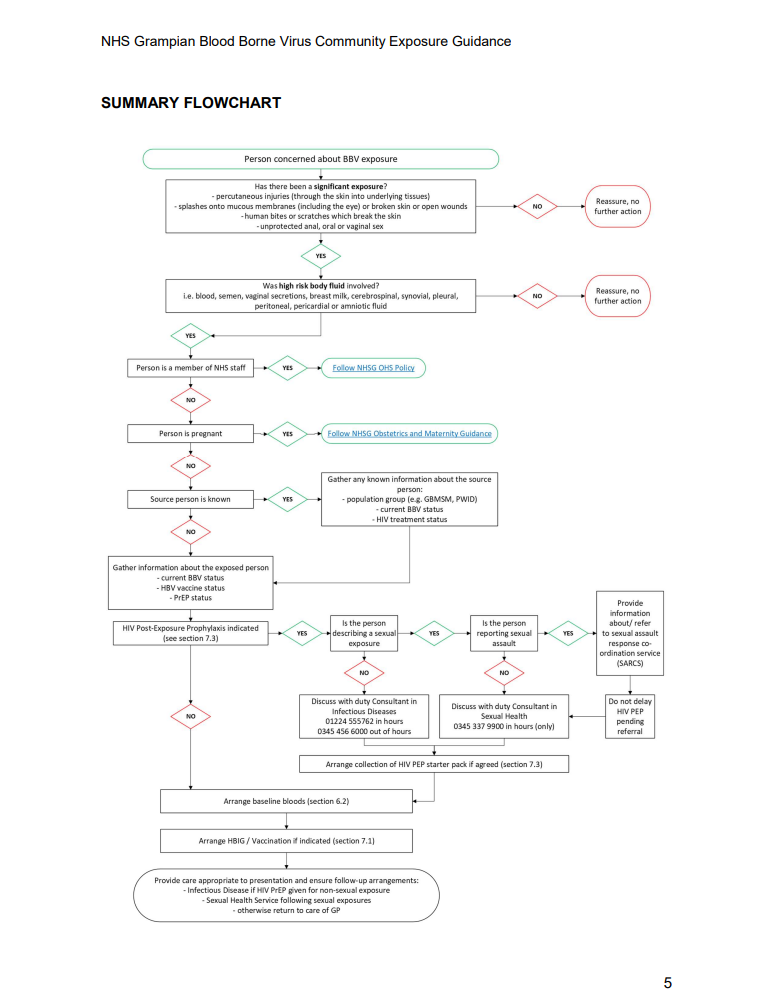 NHS Grampian Blood Borne Virus Community Exposure Guidance
SUMMARY FLOWCHART
Person concerned about BBV exposure
Has there been a significant exposure?
- percutaneous injuries (through the skin into underlying tissues)
- splashes onto mucous membranes (including the eye) or broken skin or open wounds
- human bites or scratches which break the skin
- unprotected anal, oral or vaginal sex
NO
Reassure, no
further action
YES
Was high risk body fluid involved?
i.e. blood, semen, vaginal secretions, breast milk, cerebrospinal, synovial, pleural,
peritoneal, pericardial or amniotic fluid
NO
Reassure, no
further action
YES
Person is a member of NHS staff
YES
Follow NHSG OHS Policy
NO
Person is pregnant
YES
Follow NHSG Obstetrics and Maternity Guidance
NO
Source person is known
YES
Gather any known information about the source
person:
- population group (e.g. GBMSM, PWID)
- current BBV status
- HIV treatment status
NO
Gather information about the exposed person
- current BBV status
- HBV vaccine status
- PrEP status
HIV Post-Exposure Prophylaxis indicated
(see section 7.3)
YES
Is the person
describing a sexual
exposure
YES
Is the person
reporting sexual
assault
YES
Provide
information
about/ refer
to sexual assault
response co-
ordination service
(SARCS)
NO
NO
NO
Discuss with duty Consultant in
Infectious Diseases
01224 555762 in hours
0345 456 6000 out of hours
Discuss with duty Consultant in
Sexual Health
0345 337 9900 in hours (only)
Do not delay
HIV PEP
pending
referral
Arrange collection of HIV PEP starter pack if agreed (section 7.3)
Arrange baseline bloods (section 6.2)
Arrange HBIG / Vaccination if indicated (section 7.1)
Provide care appropriate to presentation and ensure follow-up arrangements:
- Infectious Disease if HIV PrEP given for non-sexual exposure
- Sexual Health Service following sexual exposures
- otherwise return to care of GP
5